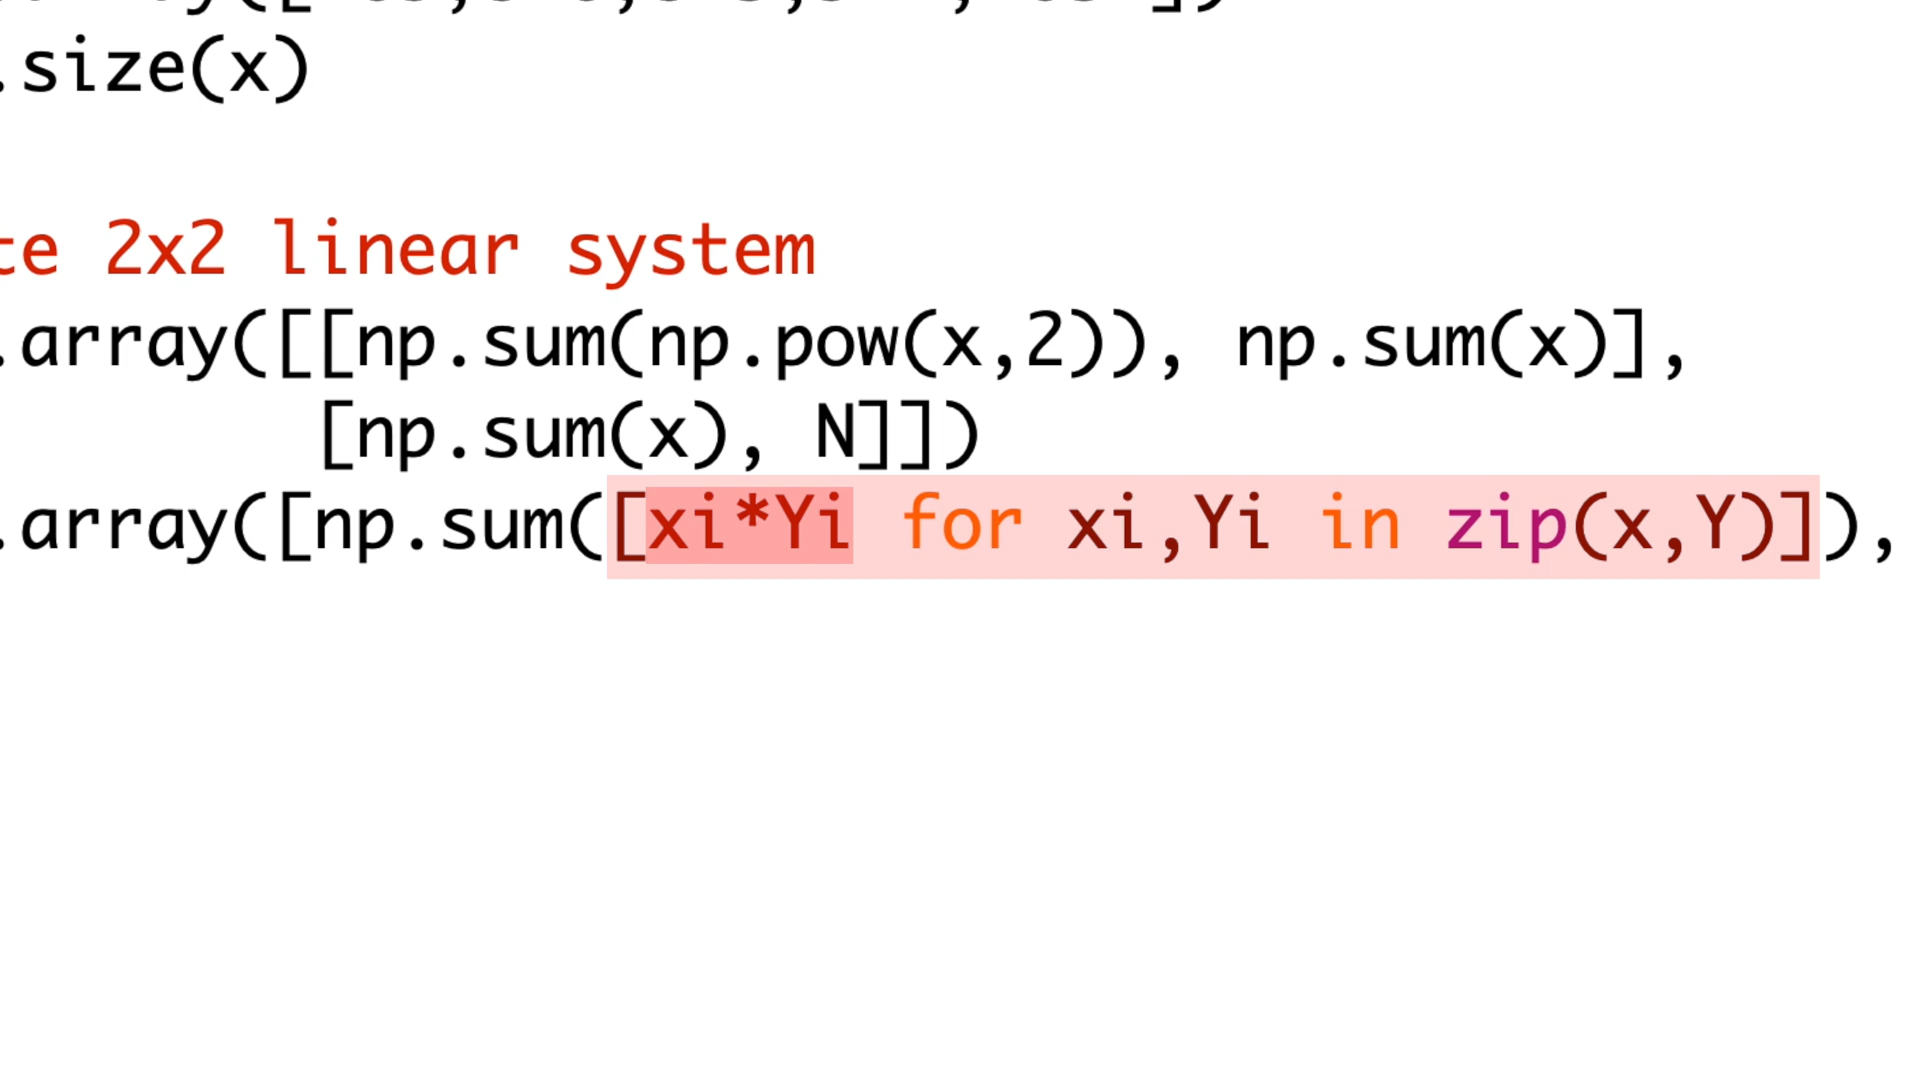 .size(x)
te 2x2 linear system
.array([[np.sum(np.pow(x,2)), np.sum(x)],
[np.sum(x), N]])
.array([np.sum([xi*Yi for xi,Yi in zip(x,Y)]),